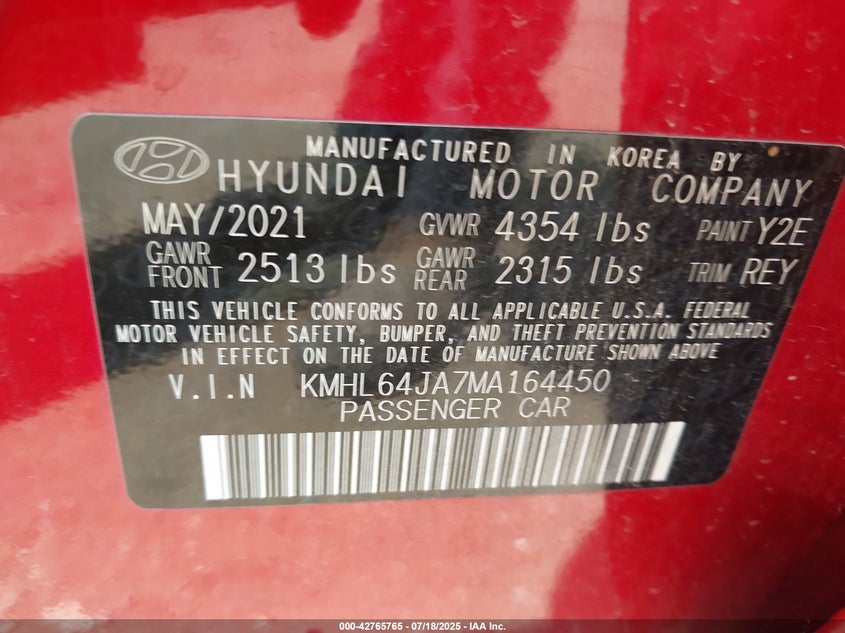 MANUFACTURED IN KOREA BY
HYUNDAI MOTOR COMPANY
MAY/2021 GVWR 4354 lbs PAINT Y2E
GAWR FRONT 2513 lbs GAWR REAR 2315 lbs TRIM REY
THIS VEHICLE CONFORMS TO ALL APPLICABLE U.S.A. FEDERAL
MOTOR VEHICLE SAFETY, BUMPER, AND THEFT PREVENTION STANDARDS
IN EFFECT ON THE DATE OF MANUFACTURE SHOWN ABOVE
V.I.N KMHL64JA7MA164450
PASSENGER CAR
000-42765765 / 07/18/2025 - IAA Inc.